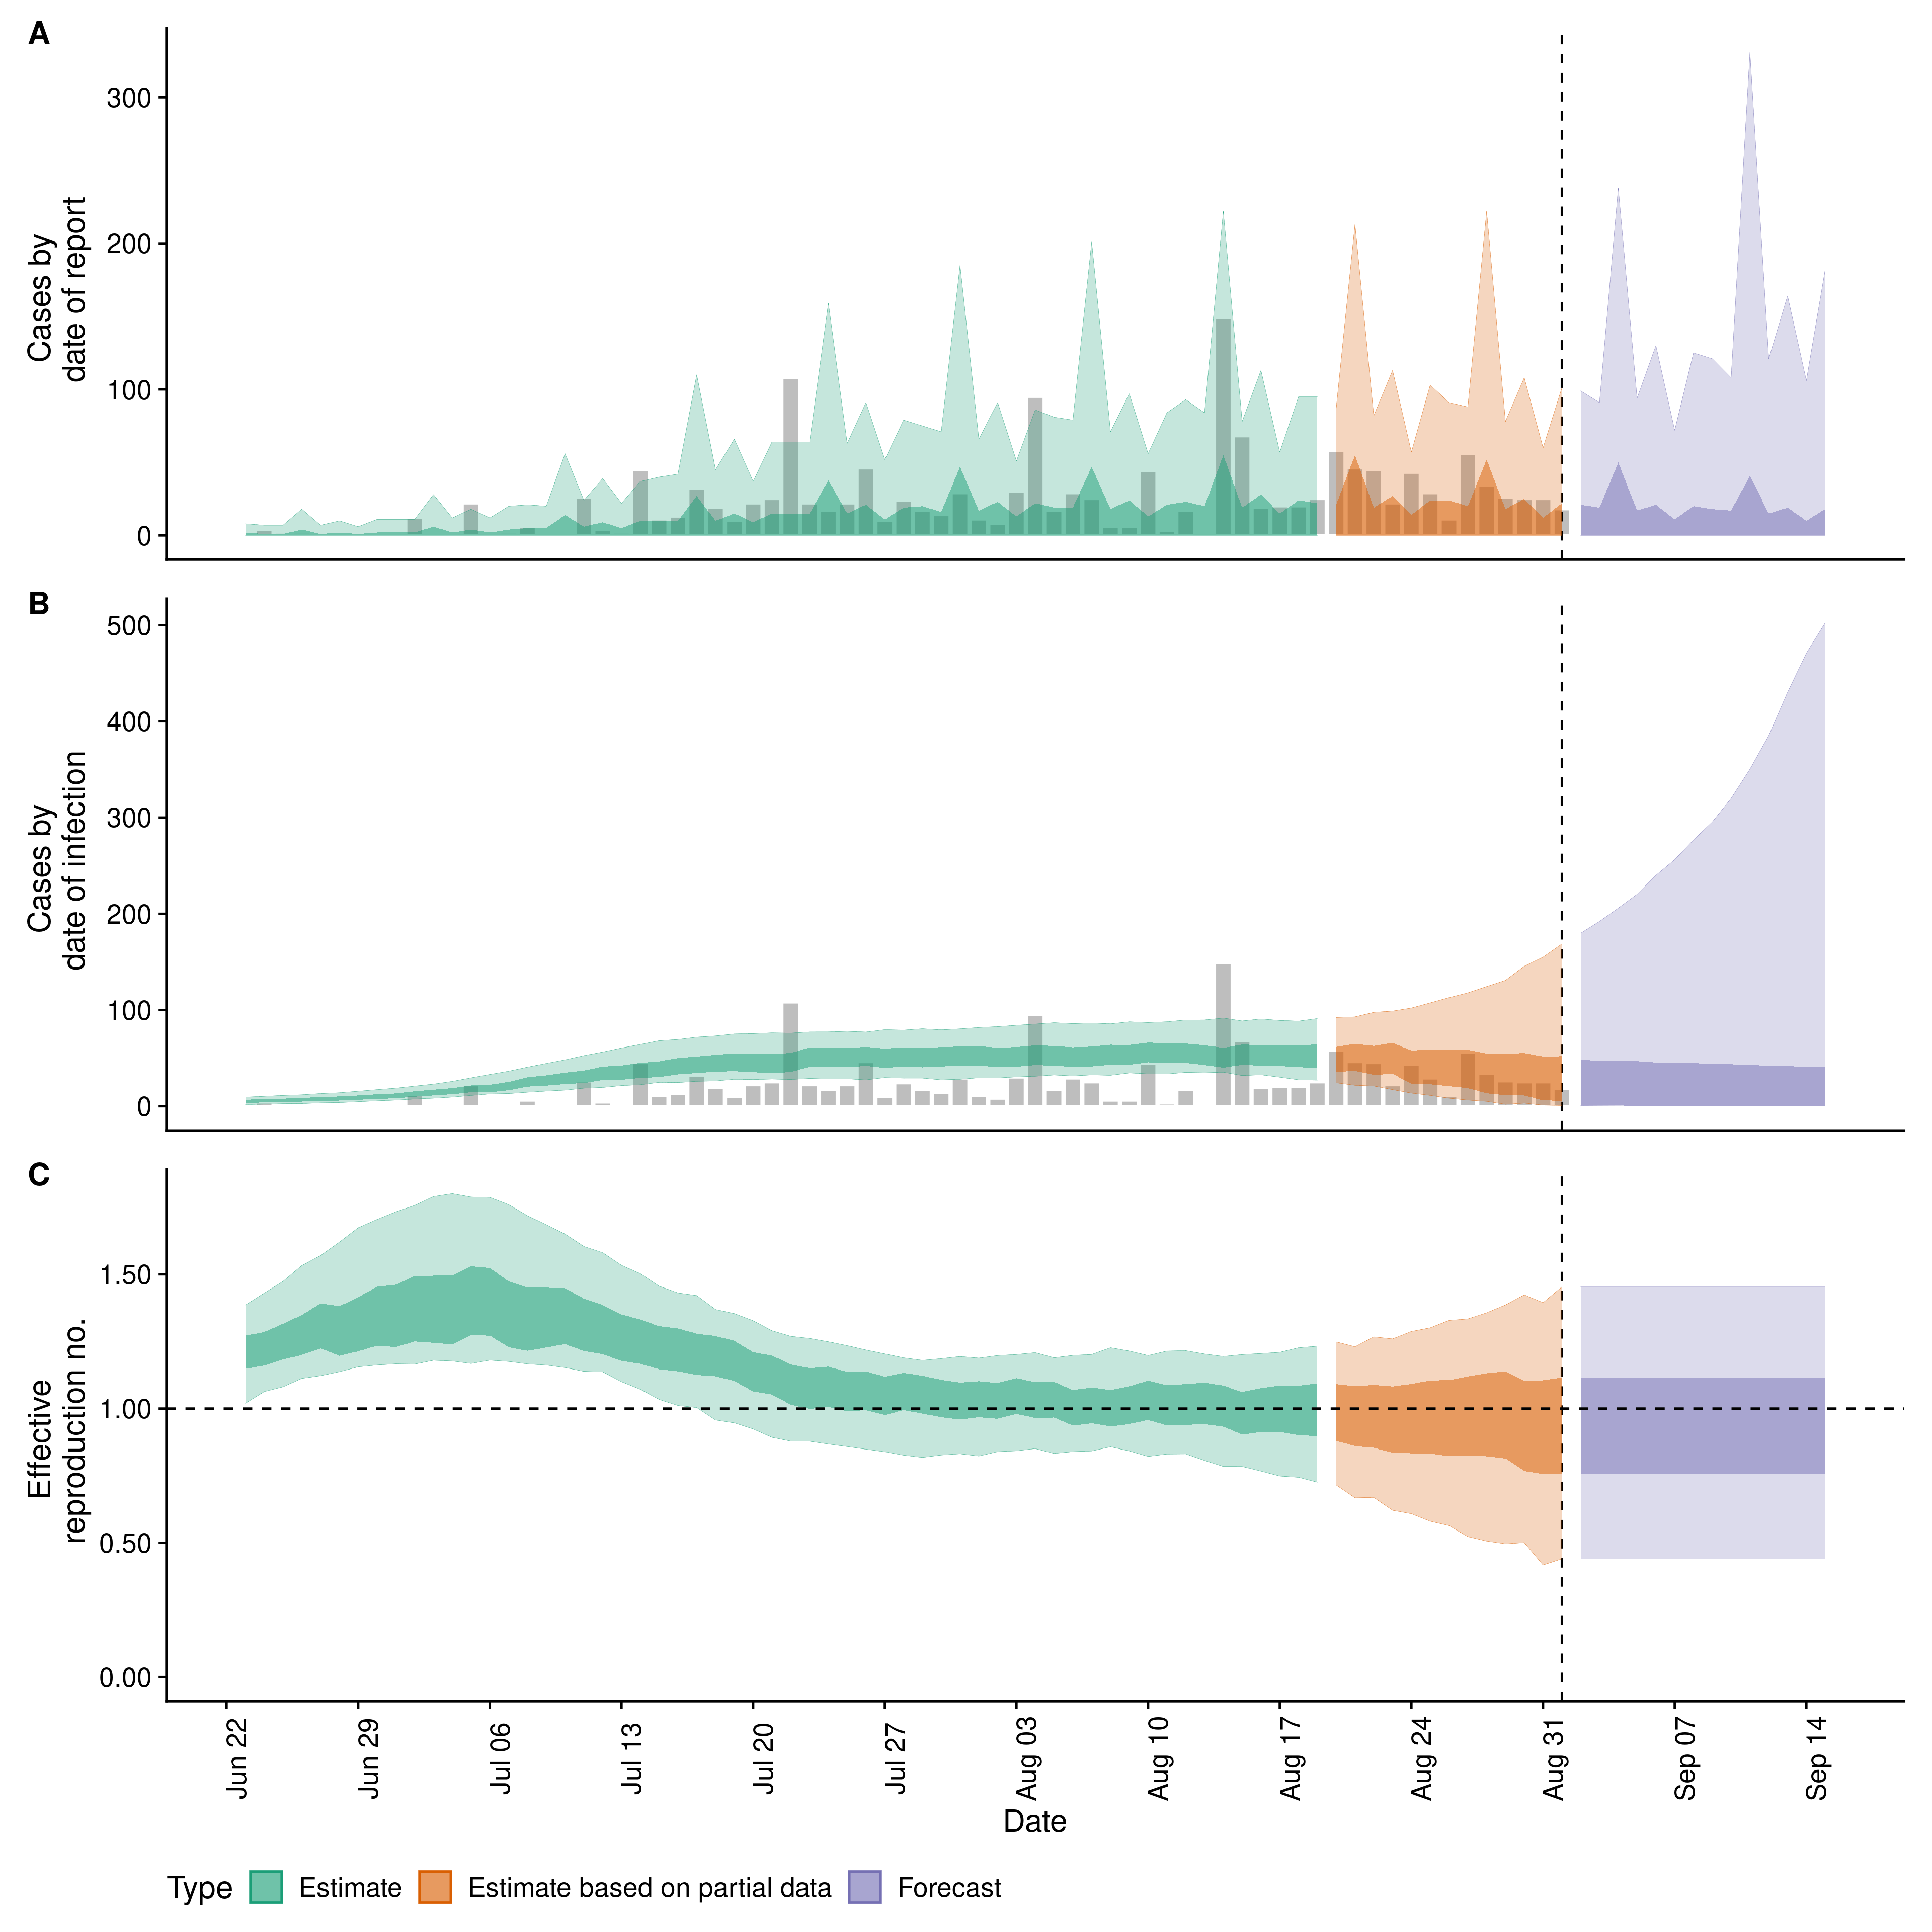 A
Cases by
date of report
300
200
100
0
B
Cases by
date of infection
500
400
300
200
100
0
C
Effective
reproduction no.
1.50
1.00
0.50
0.00
Jun 22
Jun 29
Jul 06
Jul 13
Jul 20
Jul 27
Aug 03
Aug 10
Aug 17
Aug 24
Aug 31
Sep 07
Sep 14
Date
Type
Estimate
Estimate based on partial data
Forecast